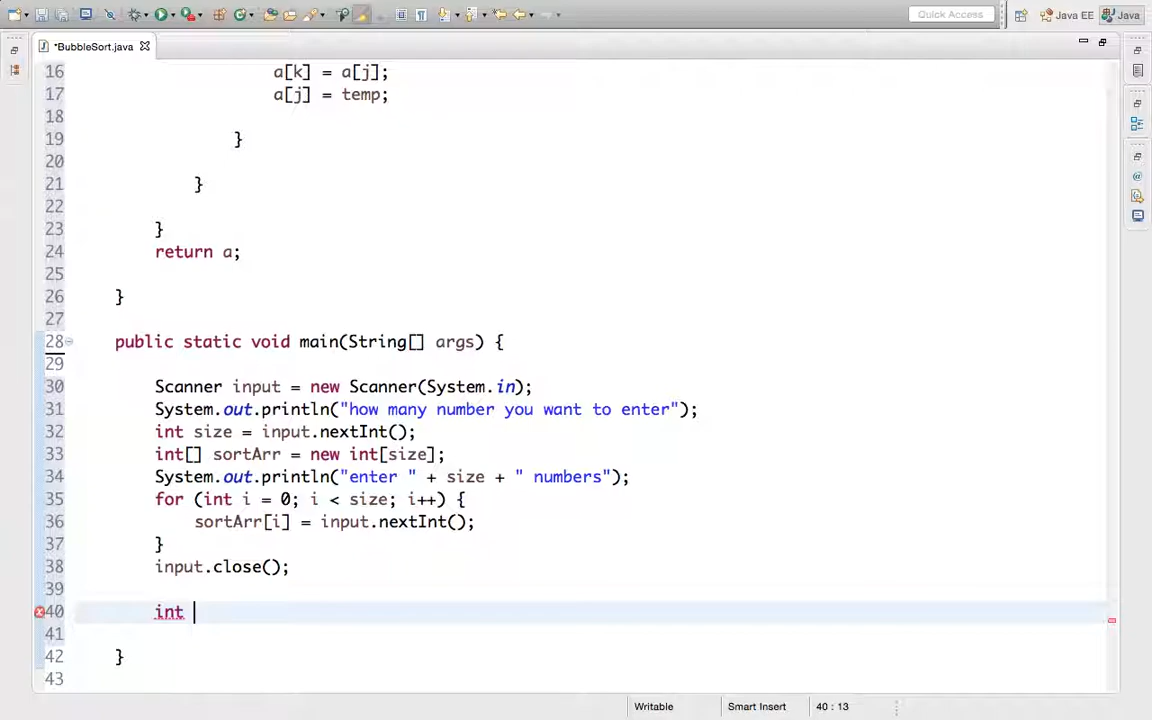 Quick Access
Java EE
Java
*BubbleSort.java
16 a[k] = a[j];
17 a[j] = temp;
18
19 }
20
21 }
22
23 }
24 return a;
25
26 }
27
28 public static void main(String[] args) {
29
30 Scanner input = new Scanner(System.in);
31 System.out.println("how many number you want to enter");
32 int size = input.nextInt();
33 int[] sortArr = new int[size];
34 System.out.println("enter " + size + " numbers");
35 for (int i = 0; i < size; i++) {
36 sortArr[i] = input.nextInt();
37 }
38 input.close();
39
40 int
41
42 }
43
Writable
Smart Insert
40 : 13